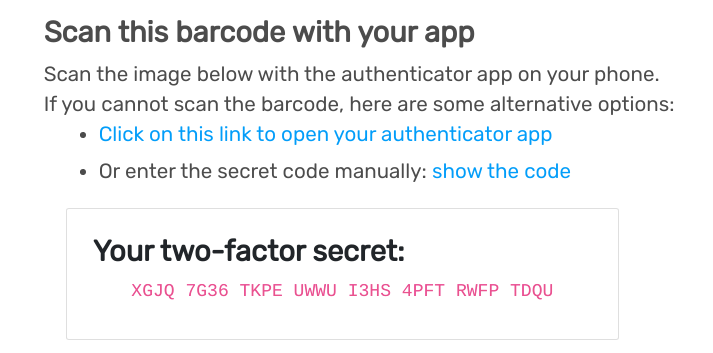 Scan this barcode with your app
Scan the image below with the authenticator app on your phone.
If you cannot scan the barcode, here are some alternative options:
• Click on this link to open your authenticator app
• Or enter the secret code manually: show the code
Your two-factor secret:
XGJQ 7G36 TKPE UWWU I3HS 4PFT RWFP TDQU